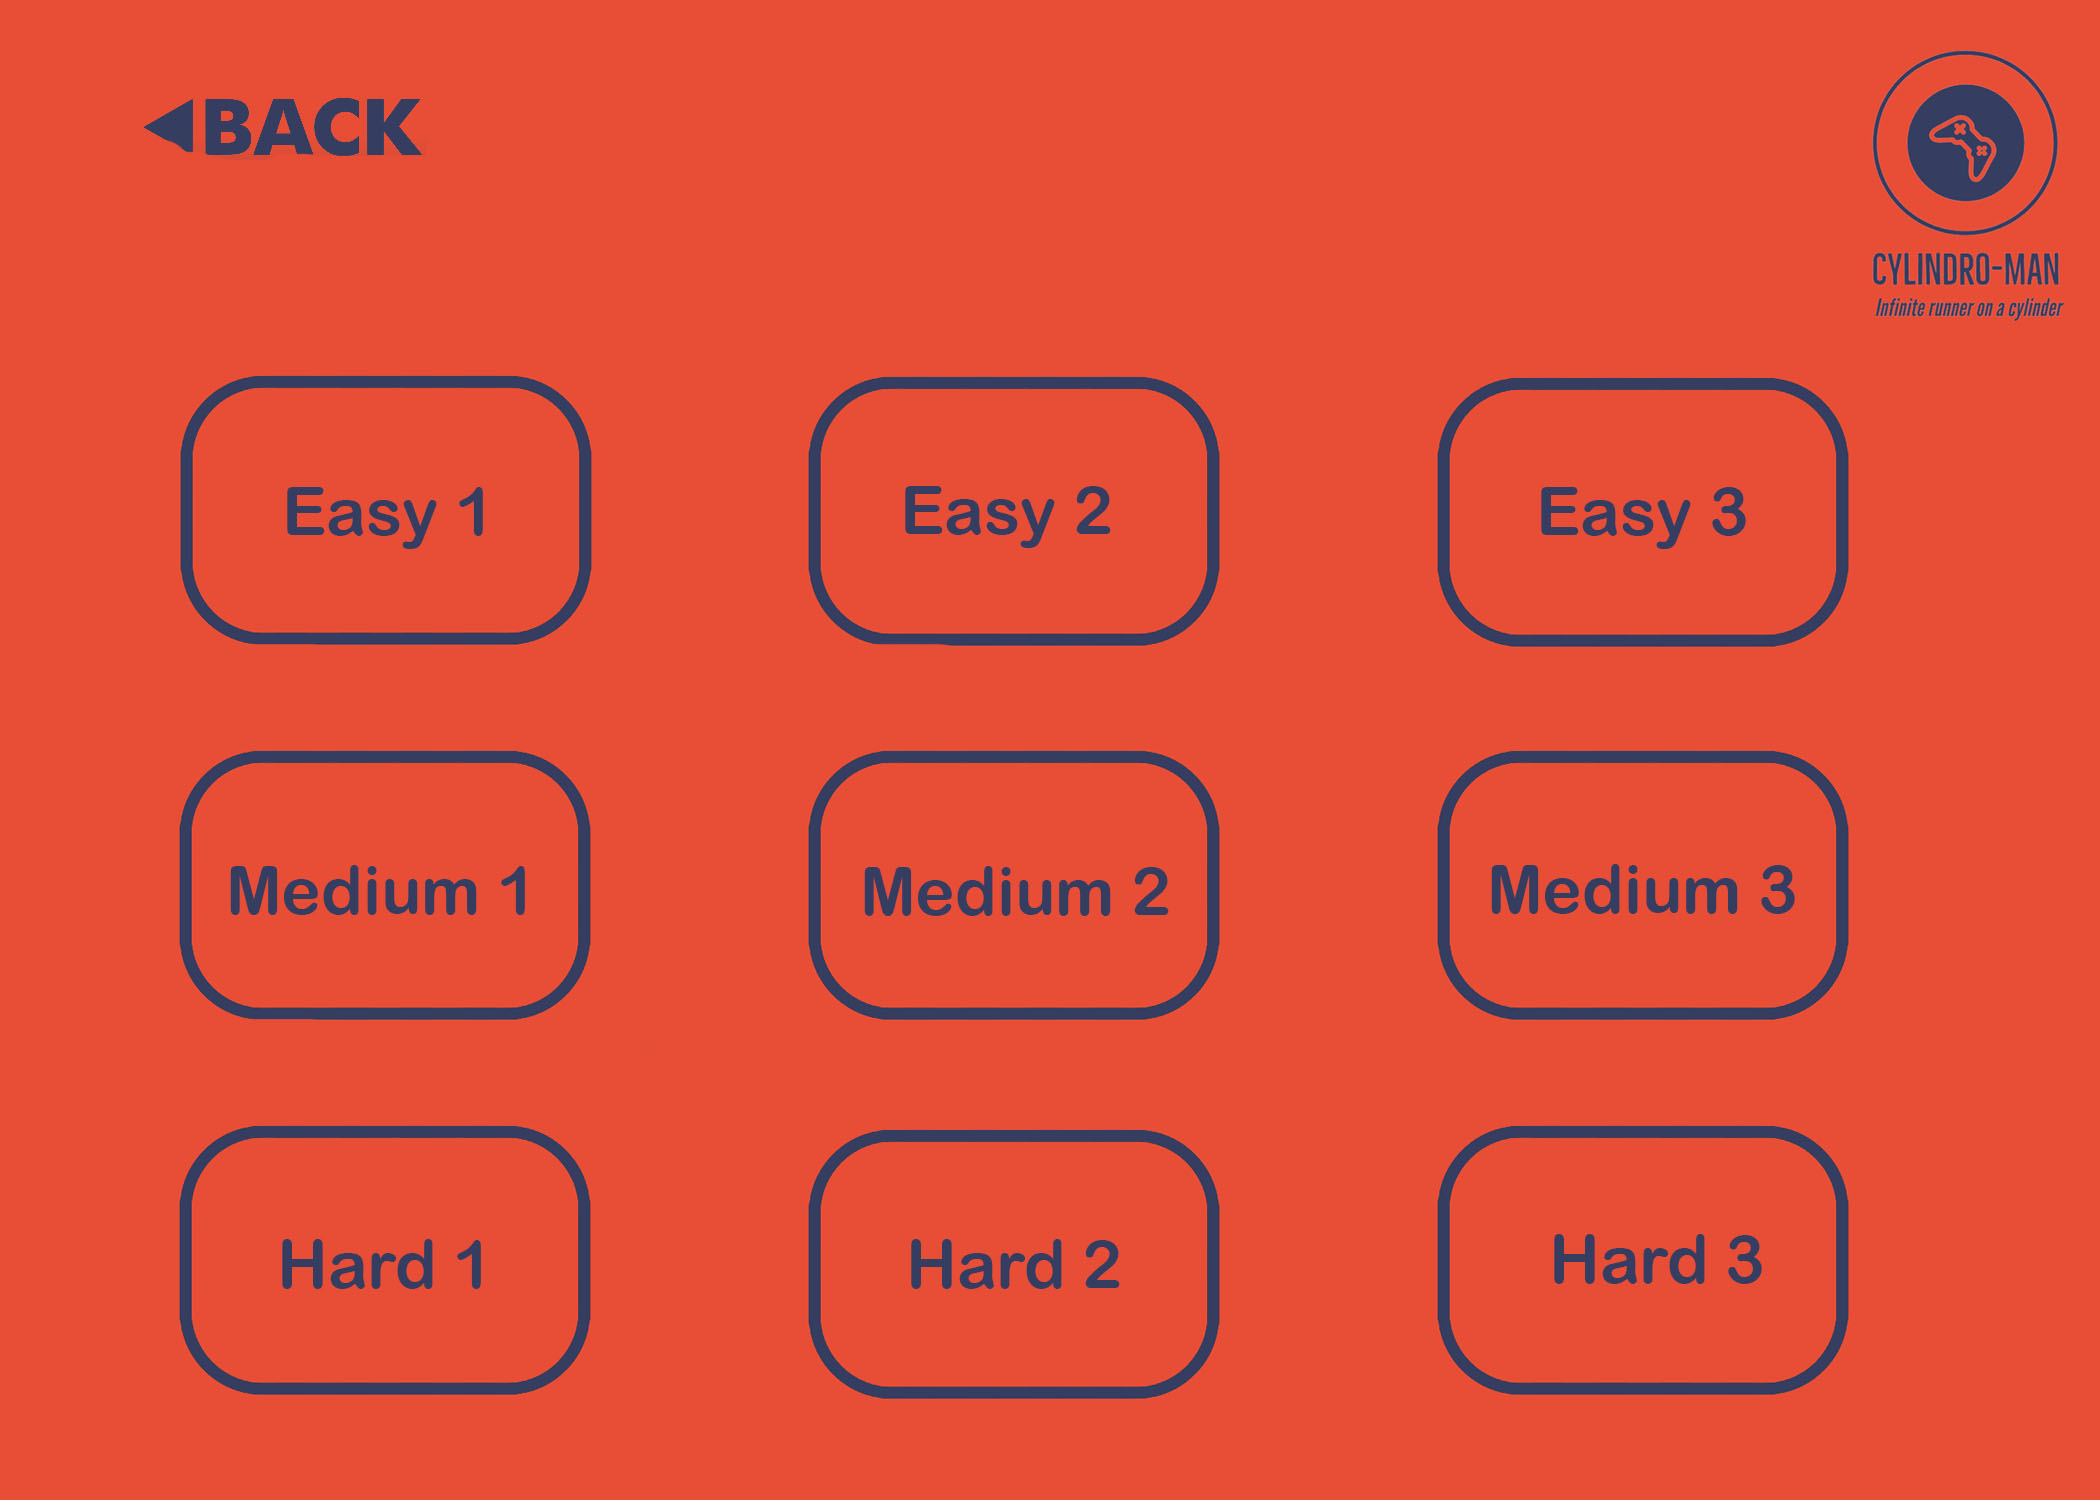 BACK
CYLINDRO-MAN
Infinite runner on a cylinder
Easy 1
Easy 2
Easy 3
Medium 1
Medium 2
Medium 3
Hard 1
Hard 2
Hard 3